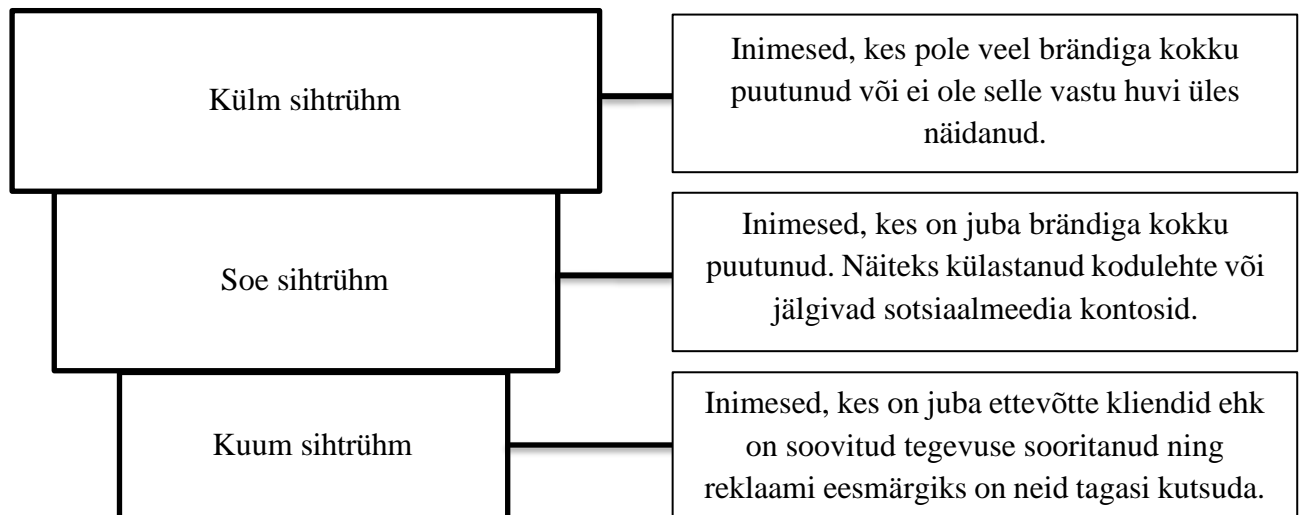 Külm sihtrühm
Inimesed, kes pole veel brändiga kokku
puutunud või ei ole selle vastu huvi üles
näidanud.
Soe sihtrühm
Inimesed, kes on juba brändiga kokku
puutunud. Näiteks külastanud kodulehte või
jälgivad sotsiaalmeedia kontosid.
Kuum sihtrühm
Inimesed, kes on juba ettevõtte kliendid ehk
on soovitud tegevuse sooritanud ning
reklaami eesmärgiks on neid tagasi kutsuda.